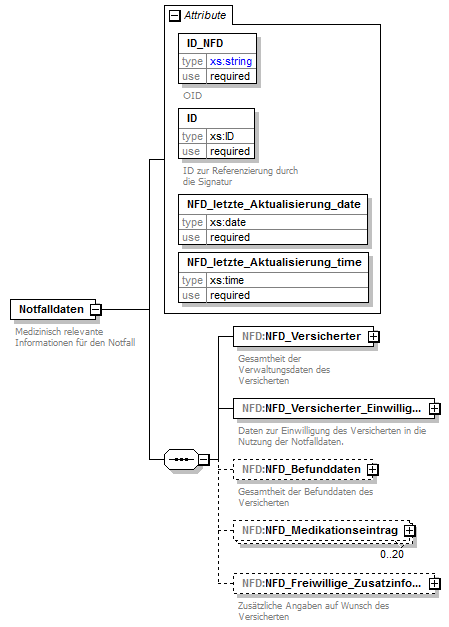 Attribute
ID_NFD
type xs:string
use required
OID
ID
type xs:ID
use required
ID zur Referenzierung durch
die Signatur
NFD_letzte_Aktualisierung_date
type xs:date
use required
NFD_letzte_Aktualisierung_time
type xs:time
use required
Notfalldaten
Medizinisch relevante
Informationen für den Notfall
NFD:NFD_Versicherter
Gesamtheit der
Verwaltungsdaten des
Versicherten
NFD:NFD_Versicherter_Einwillig...
Daten zur Einwilligung des Versicherten in die
Nutzung der Notfalldaten.
NFD:NFD_Befunddaten
Gesamtheit der Befunddaten des
Versicherten
NFD:NFD_Medikationseintrag
0..20
NFD:NFD_Freiwillige_Zusatzinfo...
Zusätzliche Angaben auf Wunsch des
Versicherten